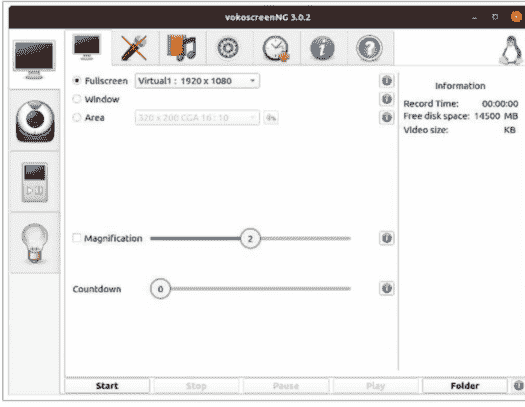 vokoscreenNG 3.0.2
Fullscreen Virtual1 : 1920 x 1080
Window
Area 320 x 200 CGA 16 : 10
Magnification 2
Countdown 0
Information
Record Time: 00:00:00
Free disk space: 14500 MB
Video size: KB
Start Stop Pause Play Folder